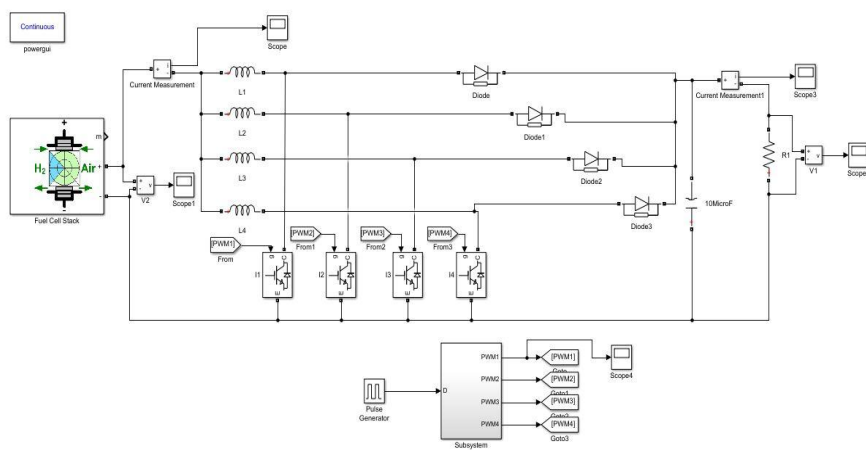 Continuous
powergui
Scope
Current Measurement
L1
Diode
Current Measurement1
Scope3
L2
Diode1
m
H2
Air
+
-
Fuel Cell Stack
V2
Scope1
L3
Diode2
R1
V1
Scope
10MicroF
L4
Diode3
[PWM1]
From
[PWM2]
From1
[PWM3]
From2
[PWM4]
From3
g
C
I1
E
g
C
I2
E
g
C
I3
E
g
C
I4
E
Pulse
Generator
D
PWM1
PWM2
PWM3
PWM4
Subsystem
[PWM1]
[PWM2]
Goto1
[PWM3]
[PWM4]
Goto3
Scope4